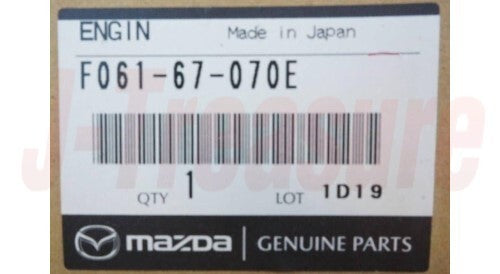 ENGIN Made in Japan
F061-67-070E
QTY 1 LOT 1D19
mazda GENUINE PARTS
J-Treasure